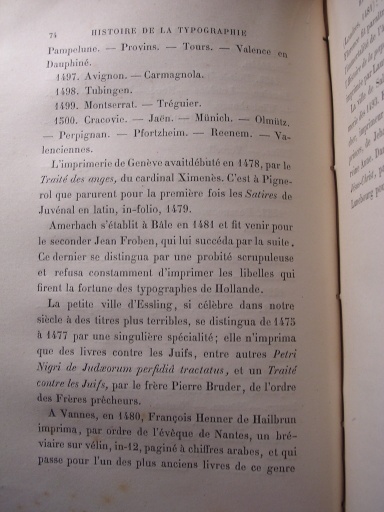 74 HISTOIRE DE LA TYPOGRAPHIE
Pampelune. — Provins. — Tours. — Valence en
Dauphiné.
1497. Avignon. — Carmagnola.
1498. Tubingen.
1499. Montserrat. — Tréguier.
1500. Cracovie. — Jaën. — Münich. — Olmütz.
— Perpignan. — Pfortzheim. — Reenem. — Va-
lenciennes.
L'imprimerie de Genève avait débuté en 1478, par le
Traité des anges, du cardinal Ximenès. C'est à Pigne-
rol que parurent pour la première fois les Satires de
Juvénal en latin, in-folio, 1479.
Amerbach s'établit à Bâle en 1481 et fit venir pour
le seconder Jean Froben, qui lui succéda par la suite.
Ce dernier se distingua par une probité scrupuleuse
et refusa constamment d'imprimer les libelles qui
firent la fortune des typographes de Hollande.
La petite ville d'Essling, si célèbre dans notre
siècle à des titres plus terribles, se distingua de 1475
à 1477 par une singulière spécialité; elle n'imprima
que des livres contre les Juifs, entre autres Petri
Nigri de Judæorum perfidiâ tractatus, et un Traité
contre les Juifs, par le frère Pierre Bruder, de l'ordre
des Frères prêcheurs.
A Vannes, en 1480, François Henner de Hailbrun
imprima, par ordre de l'évêque de Nantes, un bré-
viaire sur vélin, in-12, paginé à chiffres arabes, et qui
passe pour l'un des plus anciens livres de ce genre